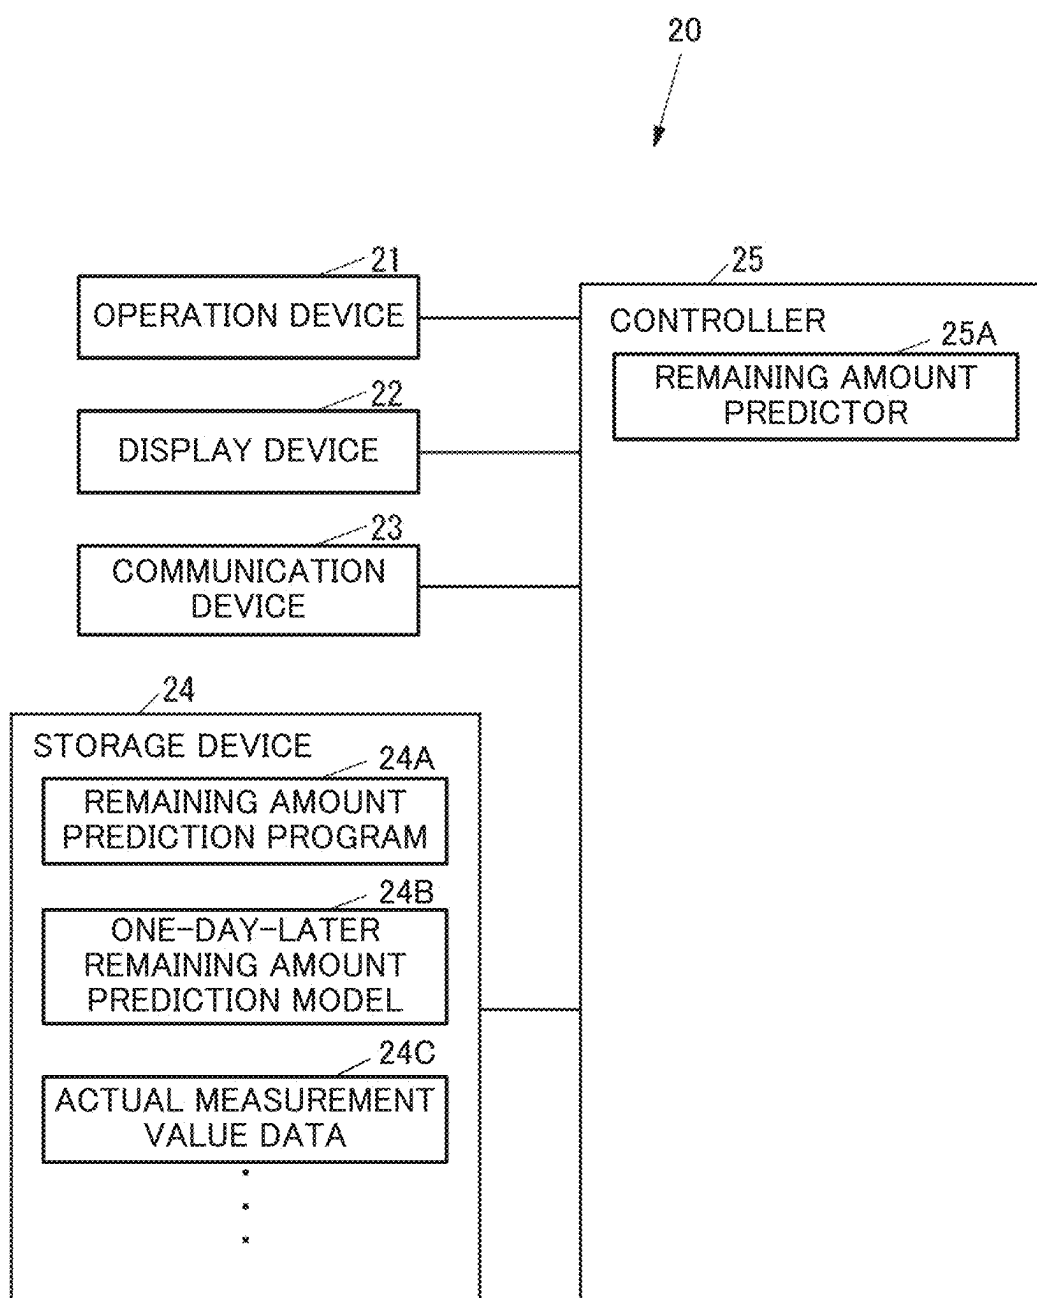 20
21
OPERATION DEVICE
22
DISPLAY DEVICE
23
COMMUNICATION
DEVICE
24
STORAGE DEVICE
24A
REMAINING AMOUNT
PREDICTION PROGRAM
24B
ONE-DAY-LATER
REMAINING AMOUNT
PREDICTION MODEL
24C
ACTUAL MEASUREMENT
VALUE DATA
25
CONTROLLER
25A
REMAINING AMOUNT
PREDICTOR